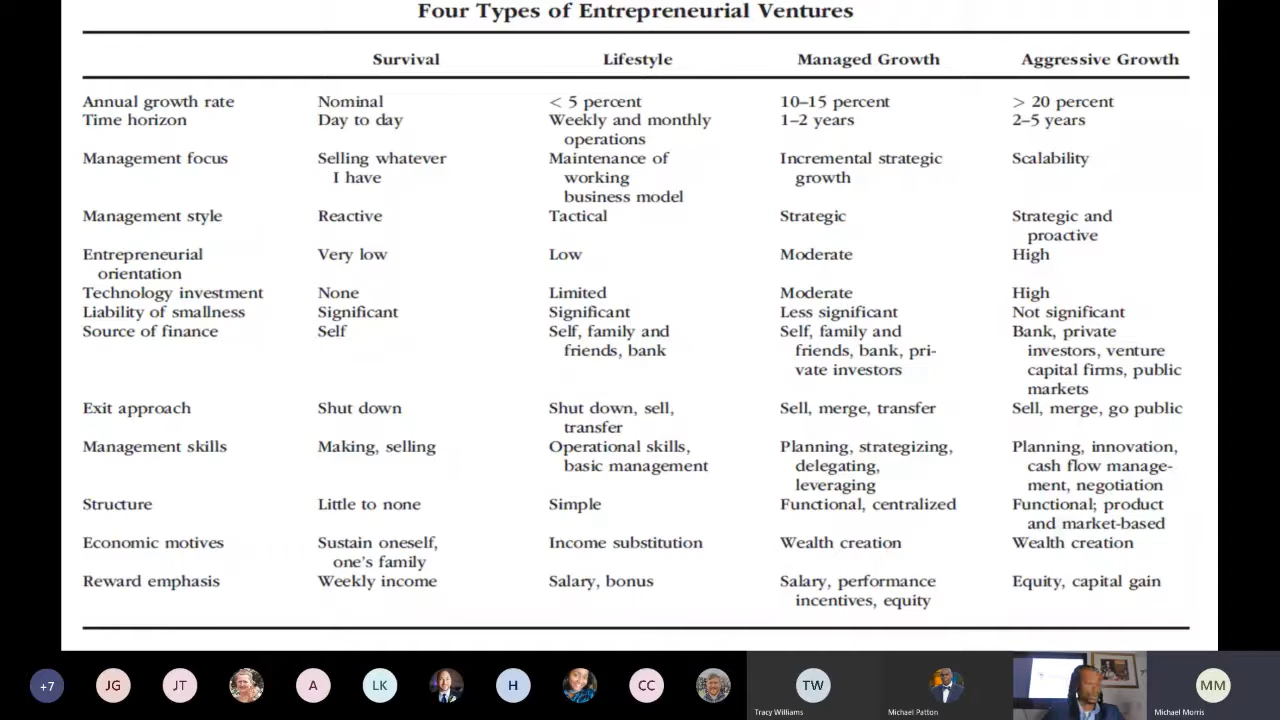 Four Types of Entrepreneurial Ventures
Survival Lifestyle Managed Growth Aggressive Growth
Annual growth rate Nominal < 5 percent 10–15 percent > 20 percent
Time horizon Day to day Weekly and monthly 1–2 years 2–5 years
operations
Management focus Selling whatever Maintenance of Incremental strategic Scalability
I have working growth
business model
Management style Reactive Tactical Strategic Strategic and
proactive
Entrepreneurial Very low Low Moderate High
orientation
Technology investment None Limited Moderate High
Liability of smallness Significant Significant Less significant Not significant
Source of finance Self Self, family and Self, family and Bank, private
friends, bank friends, bank, pri- investors, venture
vate investors capital firms, public
markets
Exit approach Shut down Shut down, sell, Sell, merge, transfer Sell, merge, go public
transfer
Management skills Making, selling Operational skills, Planning, strategizing, Planning, innovation,
basic management delegating, cash flow manage-
leveraging ment, negotiation
Structure Little to none Simple Functional, centralized Functional; product
and market-based
Economic motives Sustain oneself, Income substitution Wealth creation Wealth creation
one's family
Reward emphasis Weekly income Salary, bonus Salary, performance Equity, capital gain
incentives, equity
+7 JG JT A LK H CC TW MM
Tracy Williams Michael Patton Michael Morris